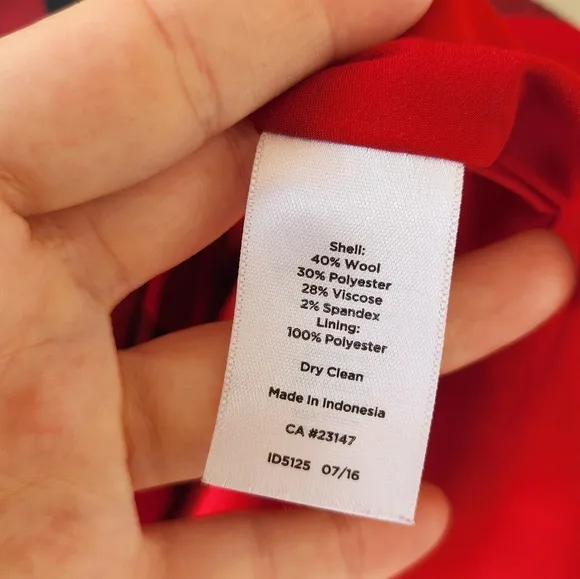 Shell:
40% Wool
30% Polyester
28% Viscose
2% Spandex
Lining:
100% Polyester
Dry Clean
Made In Indonesia
CA #23147
ID5125 07/16